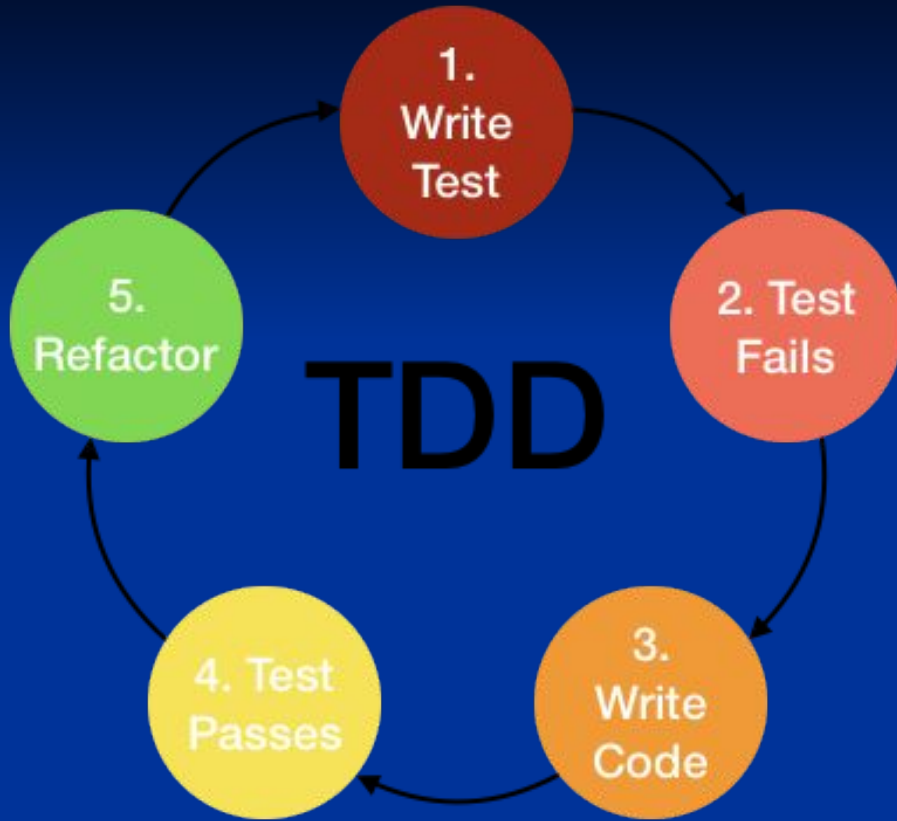 1.
Write
Test
2. Test
Fails
3.
Write
Code
4. Test
Passes
5.
Refactor
TDD